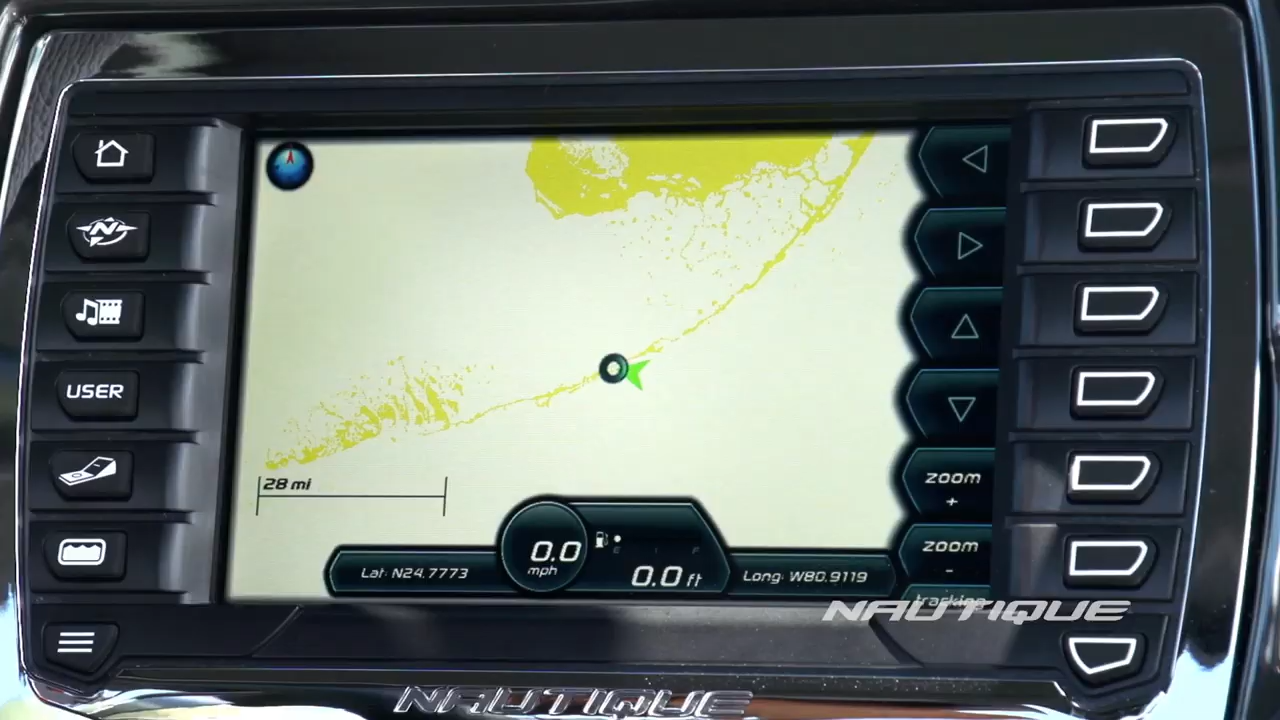 USER
28 mi
zoom
+
zoom
-
tracking
0.0
mph
E F
0.0 ft
Lat: N24.7773
Long: W80.9119
NAUTIQUE
NAUTIQUE